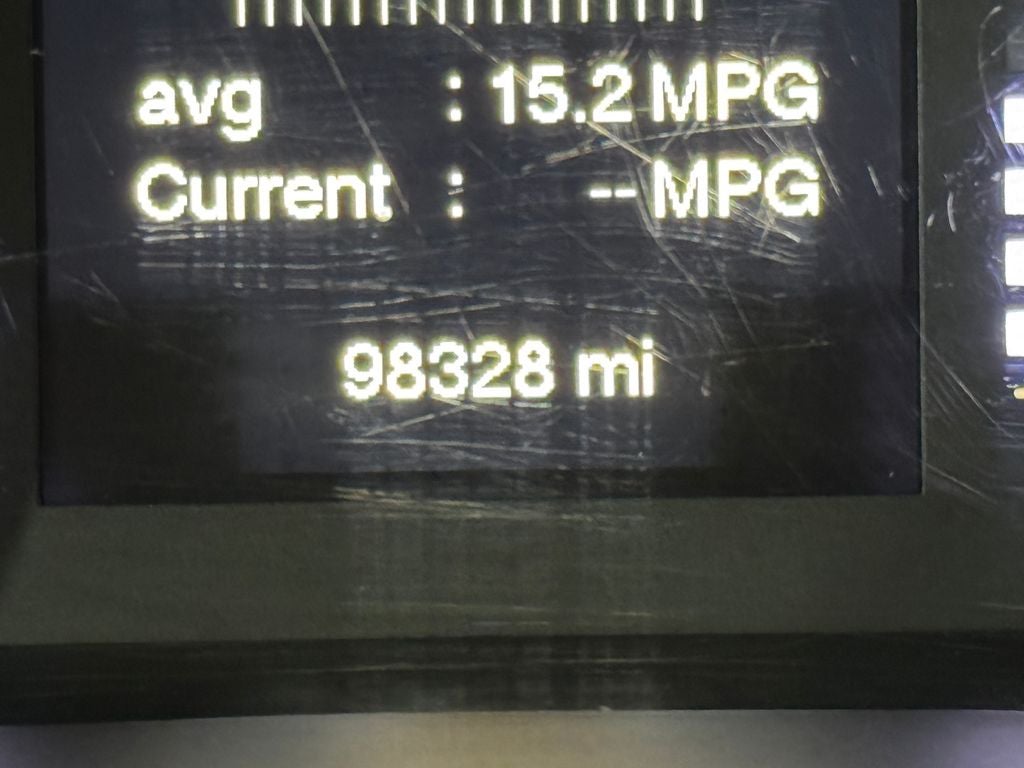 avg : 15.2 MPG
Current : -- MPG
98328 mi